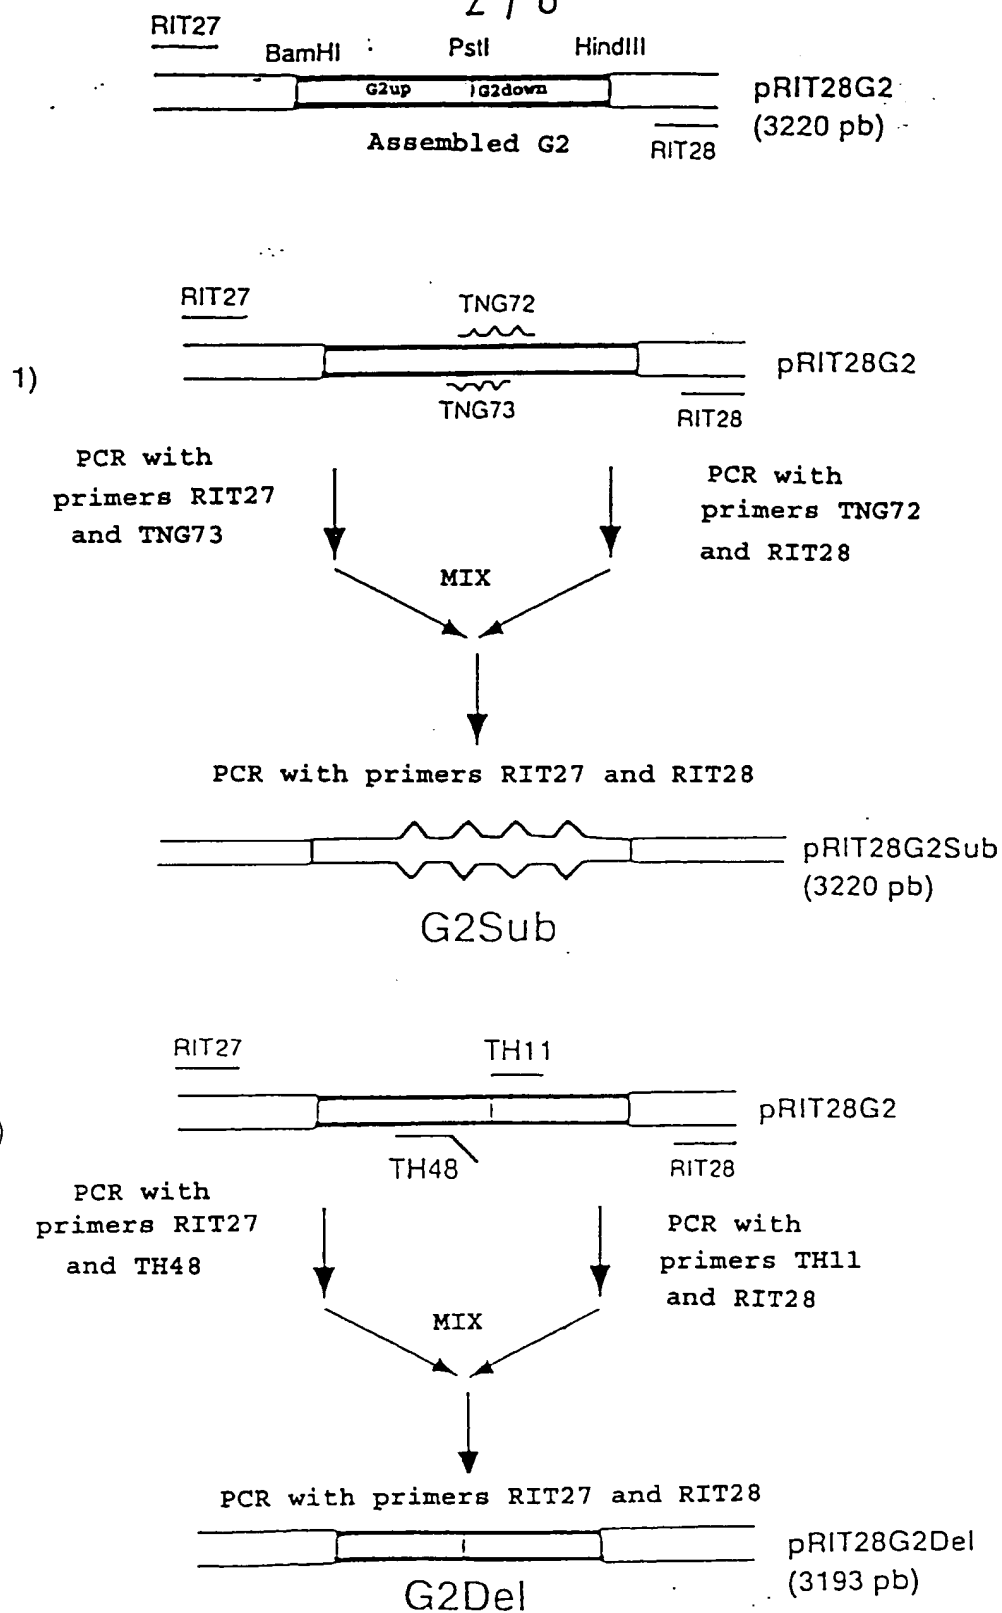 2/8
RIT27
BamHI PstI HindIII
G2up G2down
pRIT28G2
(3220 pb)
Assembled G2
RIT28
RIT27
TNG72
1)
pRIT28G2
TNG73
RIT28
PCR with
primers RIT27
and TNG73
PCR with
primers TNG72
and RIT28
MIX
PCR with primers RIT27 and RIT28
pRIT28G2Sub
(3220 pb)
G2Sub
RIT27
TH11
)
pRIT28G2
TH48
RIT28
PCR with
primers RIT27
and TH48
PCR with
primers TH11
and RIT28
MIX
PCR with primers RIT27 and RIT28
pRIT28G2Del
(3193 pb)
G2Del